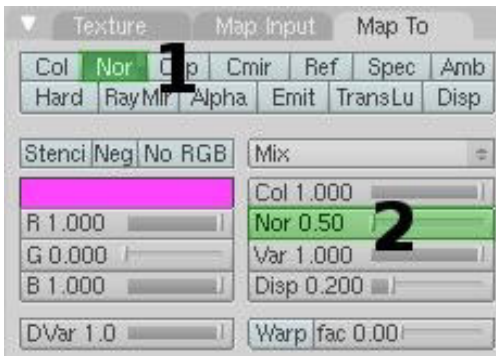 Texture Map Input Map To
Col Nor Csp Cmir Ref Spec Amb
Hard RayMir Alpha Emit TransLu Disp
1
Stenci Neg No RGB Mix
Col 1.000
R 1.000 Nor 0.50
G 0.000 Var 1.000
B 1.000 Disp 0.200
2
DVar 1.0 Warp fac 0.00